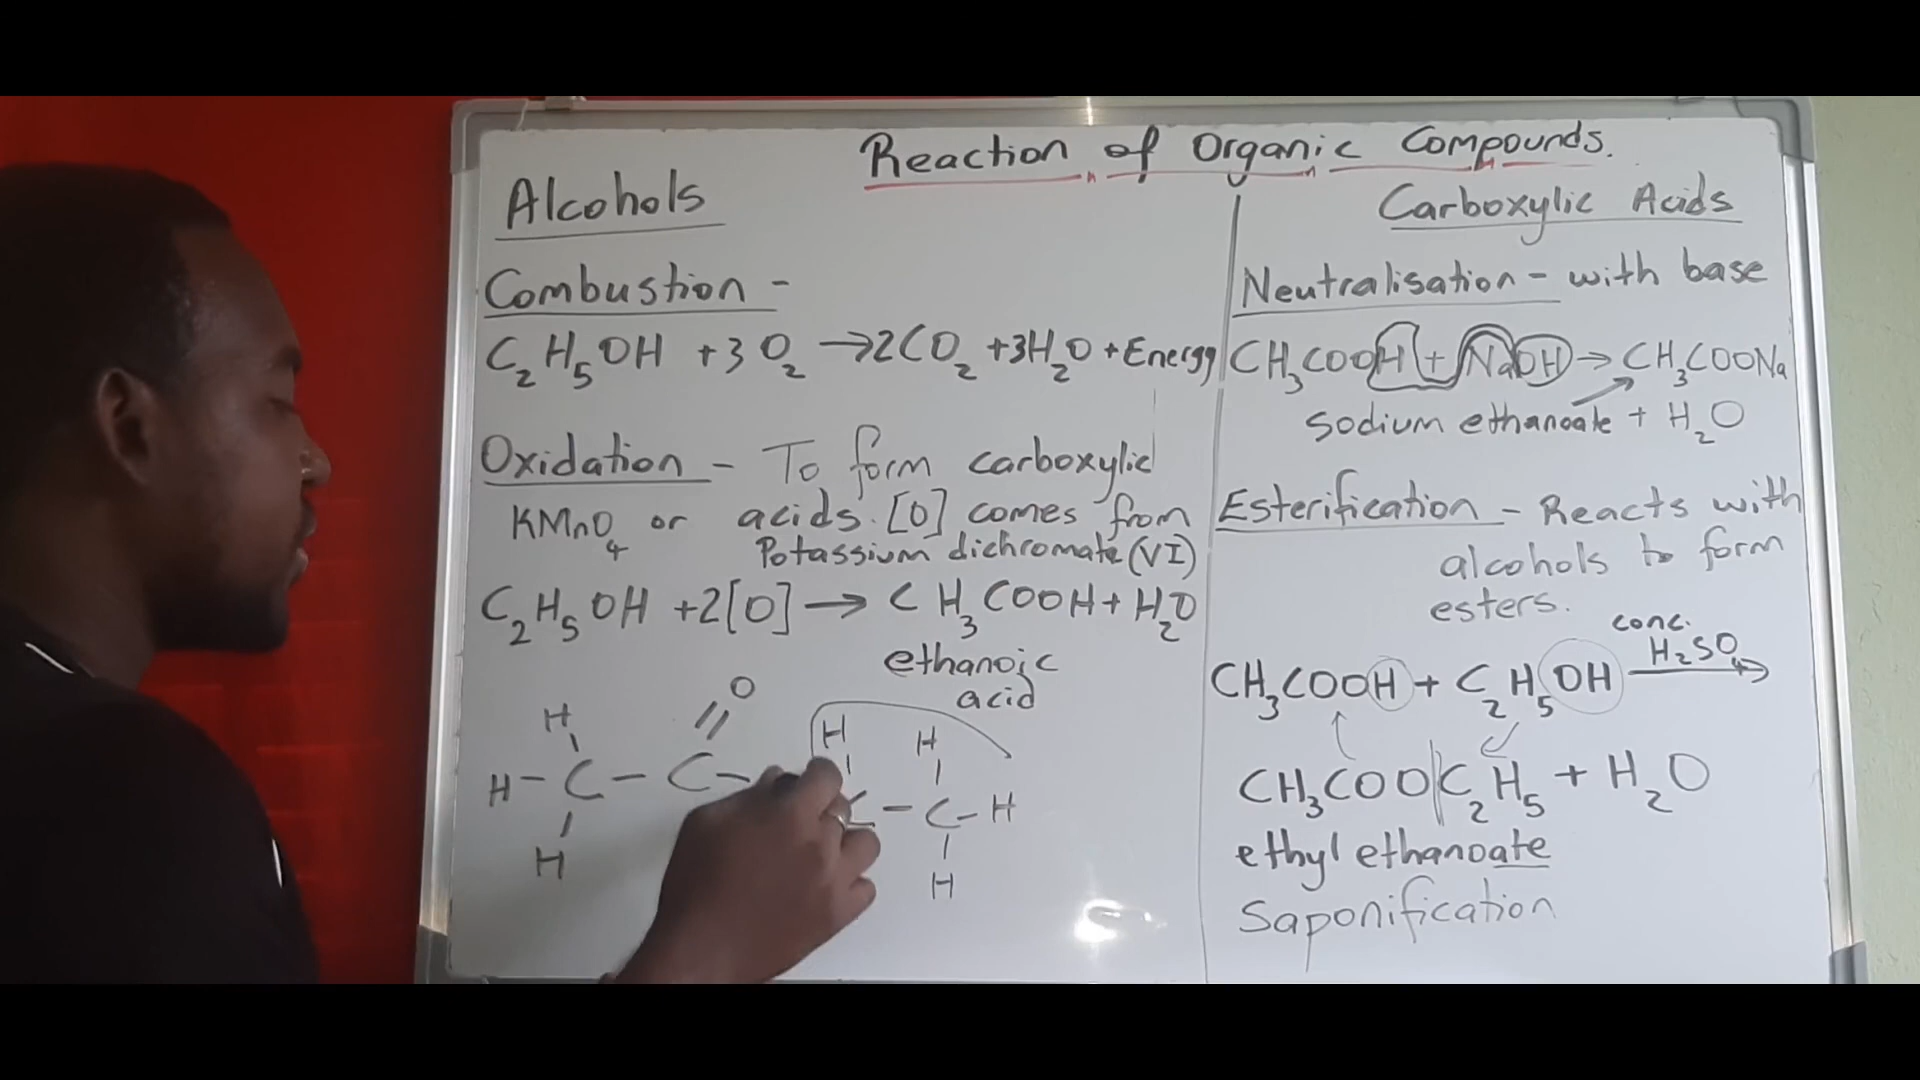 Reaction of Organic Compounds.
Alcohols
Combustion -
C2H5OH + 3O2 → 2CO2 + 3H2O + Energy
Oxidation - To form carboxylic
KMnO4 or acids. [O] comes from
Potassium dichromate (VI)
C2H5OH + 2[O] → CH3COOH + H2O
ethanoic
acid
O
H H H
H - C - C - C - C - H
H H
Carboxylic Acids
Neutralisation - with base
CH3COOH + NaOH → CH3COONa
sodium ethanoate + H2O
Esterification - Reacts with
alcohols to form
esters.
conc.
H2SO4
CH3COOH + C2H5OH →
CH3COOC2H5 + H2O
ethyl ethanoate
Saponification